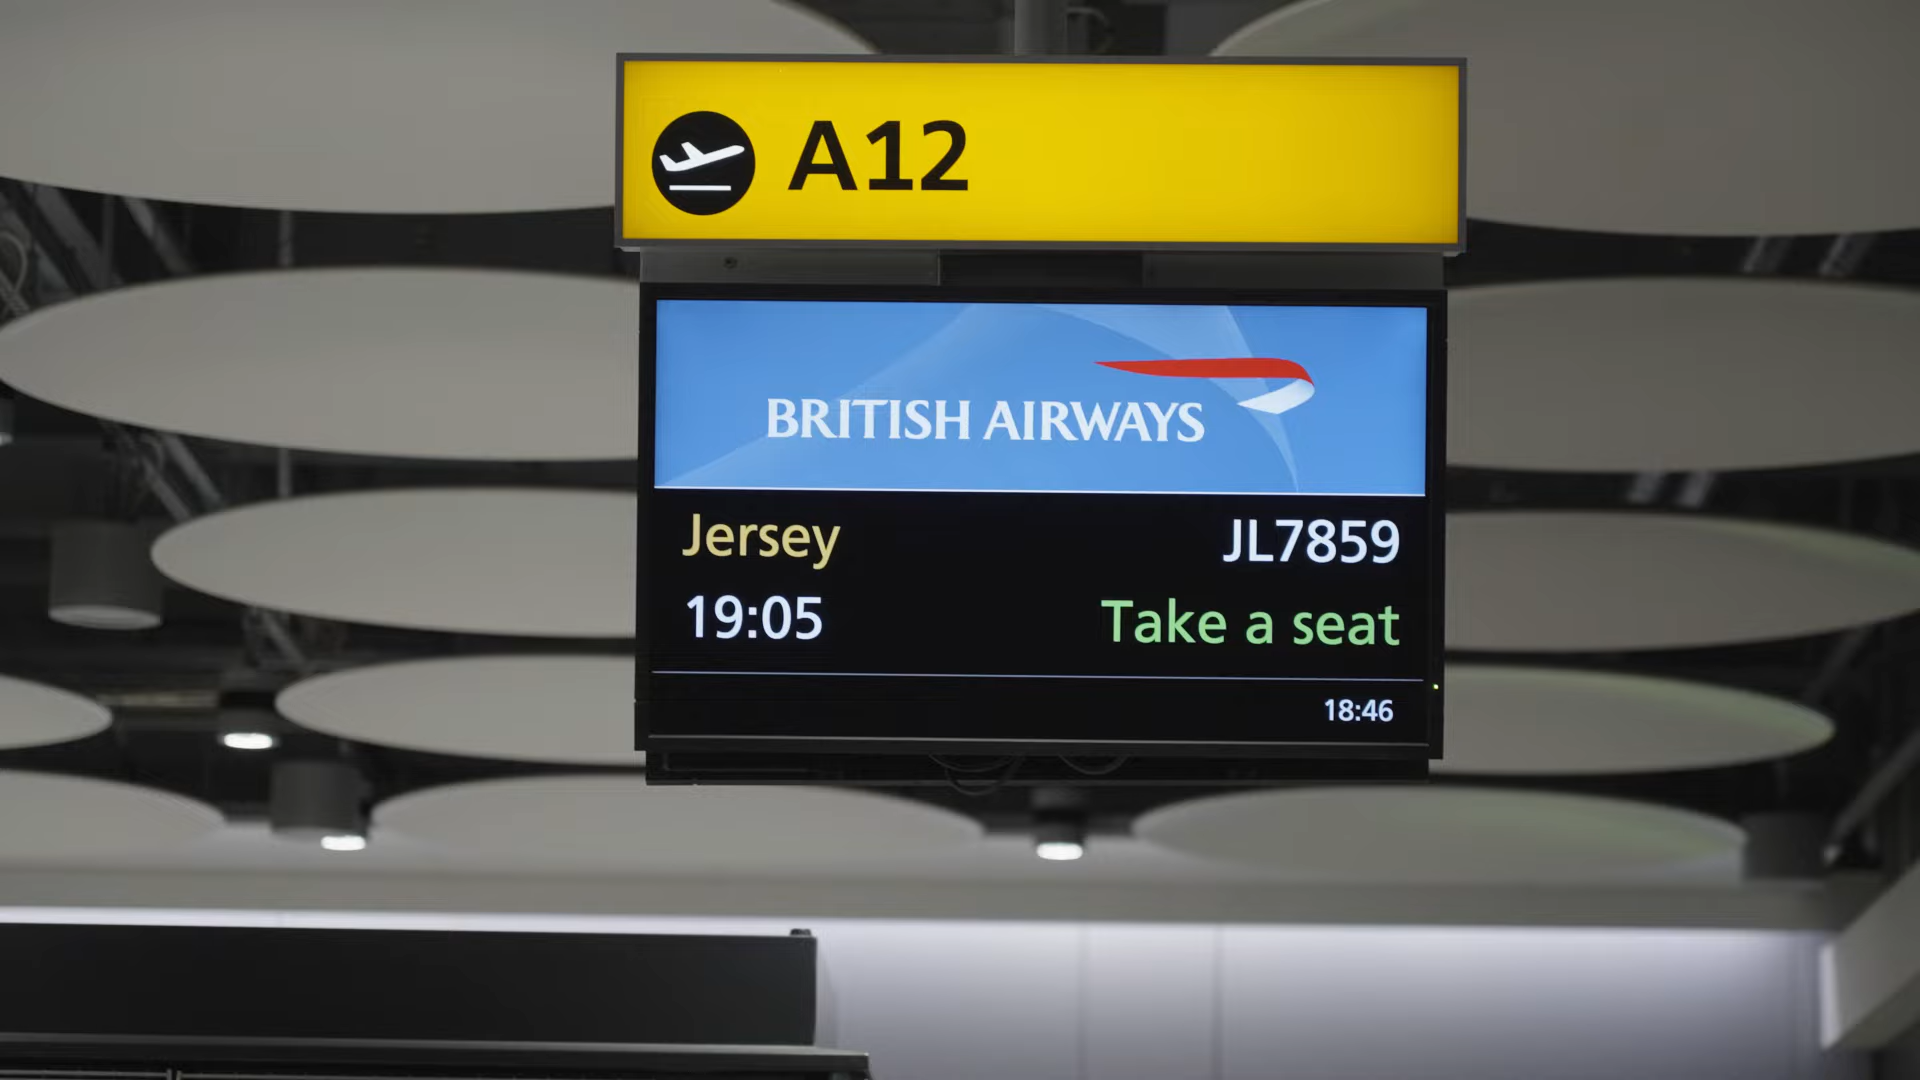 A12
BRITISH AIRWAYS
Jersey JL7859
19:05 Take a seat
18:46